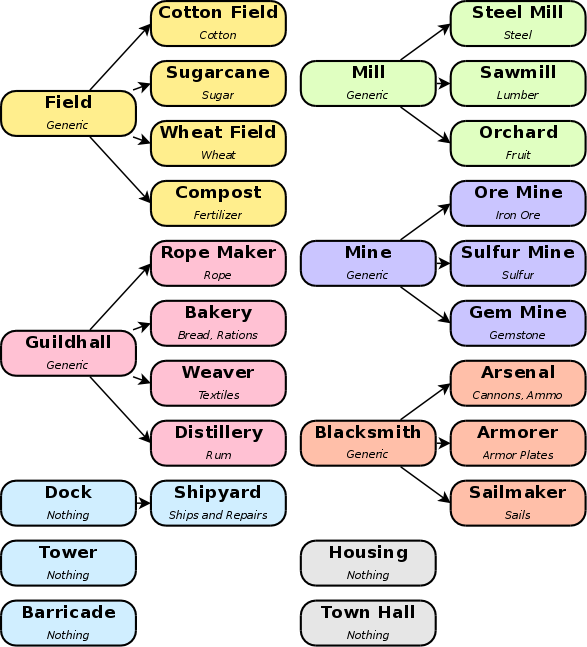 Cotton Field
Cotton
Sugarcane
Sugar
Field
Generic
Wheat Field
Wheat
Compost
Fertilizer
Steel Mill
Steel
Mill
Generic
Sawmill
Lumber
Orchard
Fruit
Rope Maker
Rope
Bakery
Bread, Rations
Guildhall
Generic
Weaver
Textiles
Distillery
Rum
Ore Mine
Iron Ore
Mine
Generic
Sulfur Mine
Sulfur
Gem Mine
Gemstone
Arsenal
Cannons, Ammo
Blacksmith
Generic
Armorer
Armor Plates
Sailmaker
Sails
Dock
Nothing
Shipyard
Ships and Repairs
Tower
Nothing
Housing
Nothing
Barricade
Nothing
Town Hall
Nothing